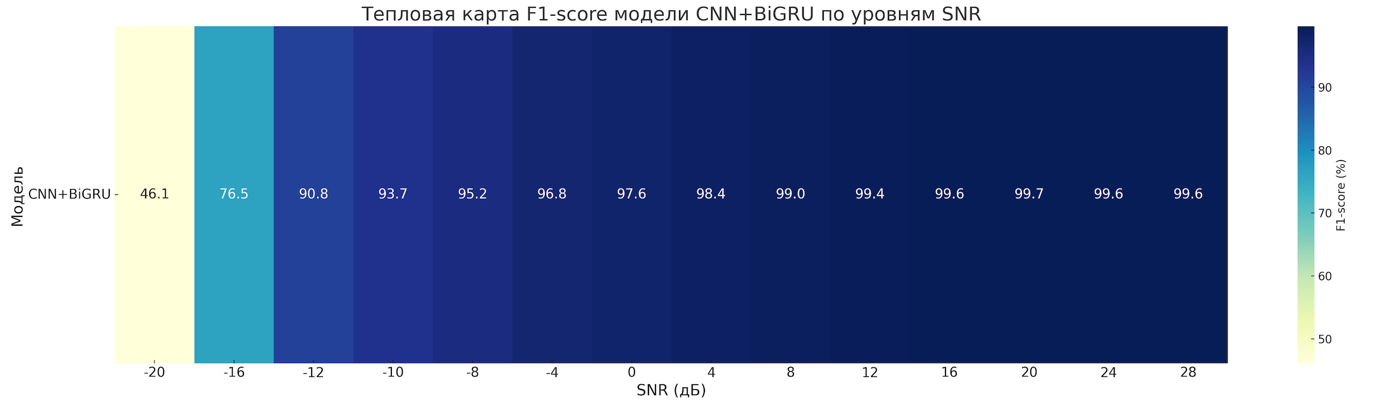 Тепловая карта F1-score модели CNN+BiGRU по уровням SNR
Модель
CNN+BiGRU
46.1 76.5 90.8 93.7 95.2 96.8 97.6 98.4 99.0 99.4 99.6 99.7 99.6 99.6
-20 -16 -12 -10 -8 -4 0 4 8 12 16 20 24 28
SNR (дБ)
90
80
70
60
50
F1-score (%)